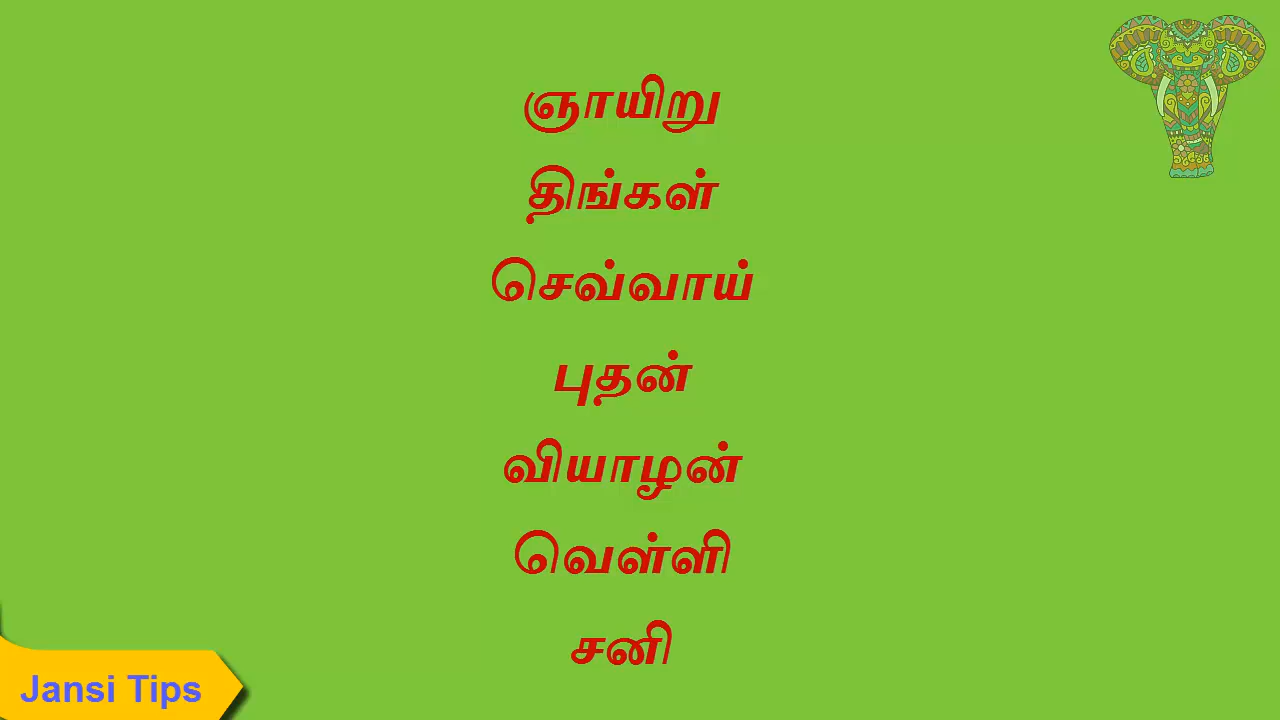 ஞாயிறு
திங்கள்
செவ்வாய்
புதன்
வியாழன்
வெள்ளி
சனி
Jansi Tips